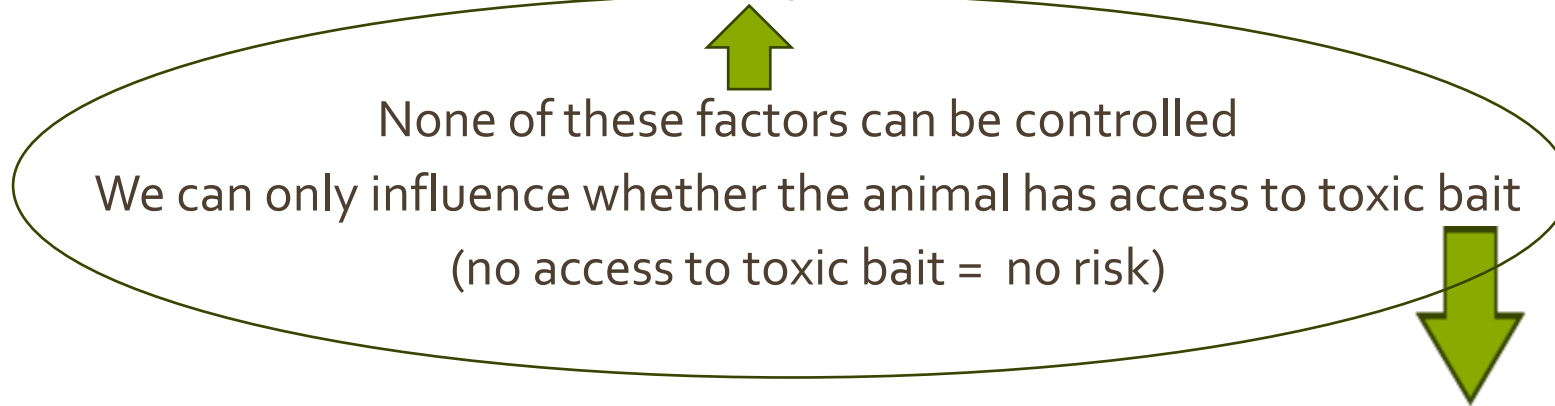 None of these factors can be controlled
We can only influence whether the animal has access to toxic bait
(no access to toxic bait = no risk)